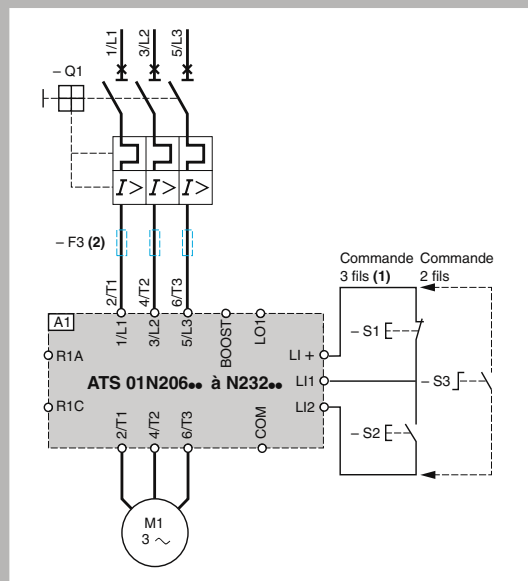 1/L1 3/L2 5/L3
– Q1
I> I> I>
– F3 (2)
2/T1 4/T2 6/T3
Commande 3 fils (1)
Commande 2 fils
A1
1/L1 3/L2 5/L3 BOOST LO1
R1A
LI +
– S1
ATS 01N206•• à N232••
LI1
– S3
R1C
LI2
– S2
2/T1 4/T2 6/T3 COM
M1
3 ~